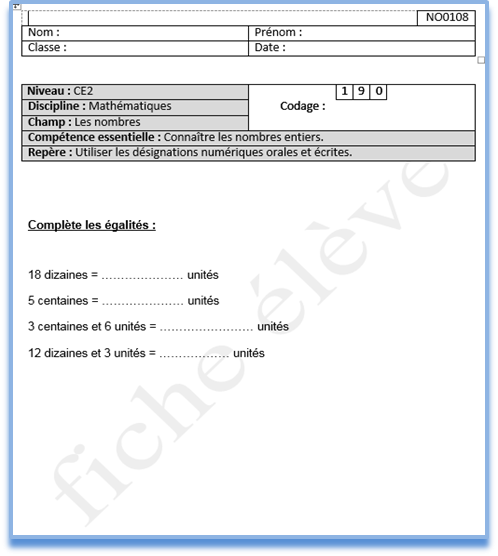 NO0108
Nom : Prénom :
Classe : Date :
Niveau : CE2 1 9 0
Discipline : Mathématiques Codage :
Champ : Les nombres
Compétence essentielle : Connaître les nombres entiers.
Repère : Utiliser les désignations numériques orales et écrites.
Complète les égalités :
18 dizaines = ………………… unités
5 centaines = ………………… unités
3 centaines et 6 unités = …………………… unités
12 dizaines et 3 unités = ……………… unités
fiche élève